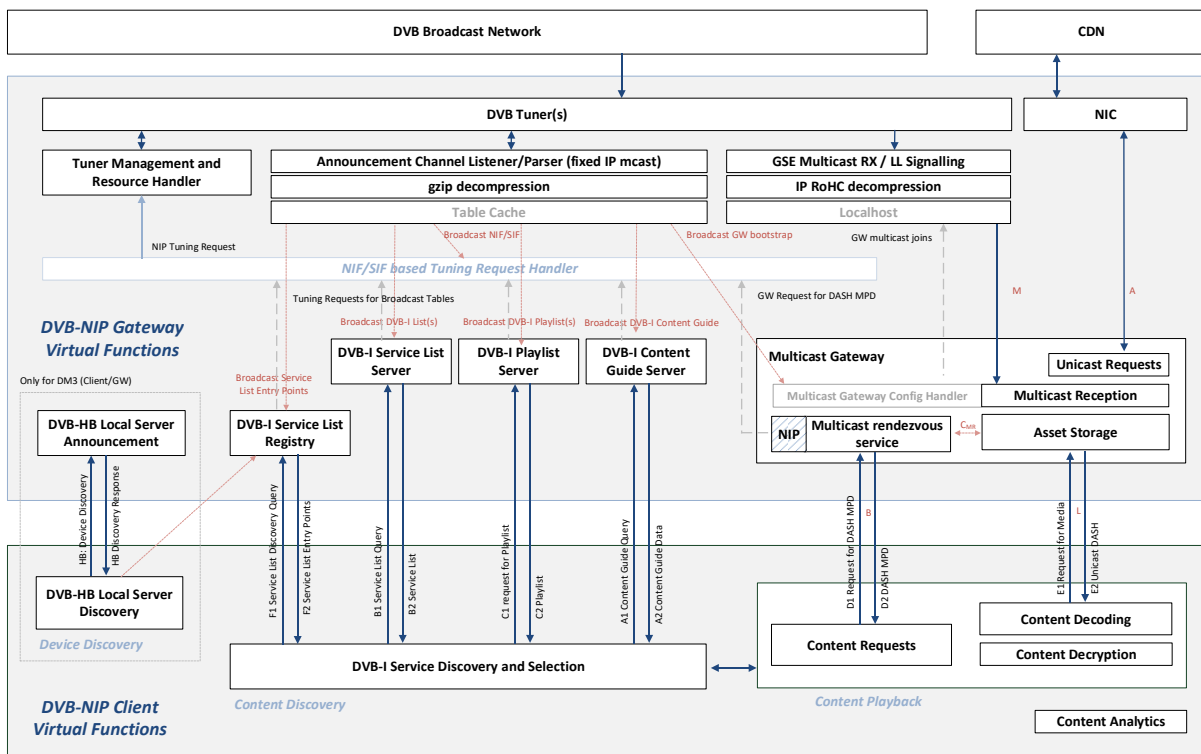 DVB Broadcast Network
CDN
DVB Tuner(s)
NIC
Tuner Management and
Resource Handler
Announcement Channel Listener/Parser (fixed IP mcast)
gzip decompression
Table Cache
GSE Multicast RX / LL Signalling
IP RoHC decompression
Localhost
NIP Tuning Request
Broadcast NIF/SIF
Broadcast GW bootstrap
GW multicast joins
NIF/SIF based Tuning Request Handler
Tuning Requests for Broadcast Tables
GW Request for DASH MPD
M
A
DVB-NIP Gateway
Virtual Functions
Broadcast DVB-I List(s)
Broadcast DVB-I Playlist(s)
Broadcast DVB-I Content Guide
DVB-I Service List
Server
DVB-I Playlist
Server
DVB-I Content
Guide Server
Multicast Gateway
Unicast Requests
Multicast Gateway Config Handler
Multicast Reception
Only for DM3 (Client/GW)
Broadcast Service
List Entry Points
DVB-HB Local Server
Announcement
DVB-I Service List
Registry
NIP
Multicast rendezvous
service
CMR
Asset Storage
HB: Device Discovery
HB Discovery Response
F1 Service List Discovery Query
F2 Service List Entry Points
B1 Service List Query
B2 Service List
C1 request for Playlist
C2 Playlist
A1 Content Guide Query
A2 Content Guide Data
D1 Request for DASH MPD
B
D2 DASH MPD
E1 Request for Media
L
E2 Unicast DASH
DVB-HB Local Server
Discovery
Device Discovery
DVB-I Service Discovery and Selection
Content Discovery
Content Requests
Content Decoding
Content Decryption
Content Playback
DVB-NIP Client
Virtual Functions
Content Analytics